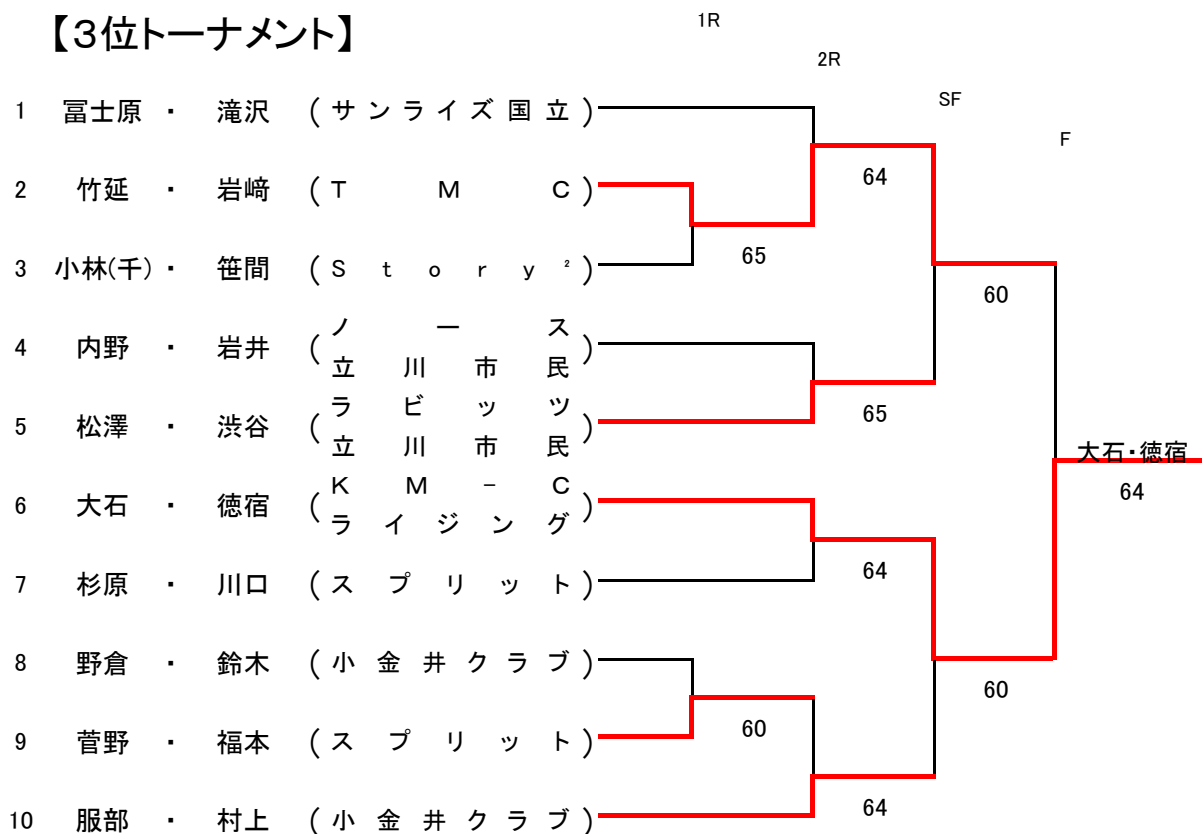 【３位トーナメント】
1R
2R
SF
F
1 冨士原 ・ 滝沢 (サンライズ国立)
2 竹延 ・ 岩﨑 (ＴＭＣ)
3 小林(千) ・ 笹間 (Ｓｔｏｒｙ²)
4 内野 ・ 岩井 (ノース
立川市民)
5 松澤 ・ 渋谷 (ラビッツ
立川市民)
6 大石 ・ 徳宿 (ＫＭ－Ｃ
ライジング)
7 杉原 ・ 川口 (スプリット)
8 野倉 ・ 鈴木 (小金井クラブ)
9 菅野 ・ 福本 (スプリット)
10 服部 ・ 村上 (小金井クラブ)
65
60
64
65
64
64
60
60
大石・徳宿
64